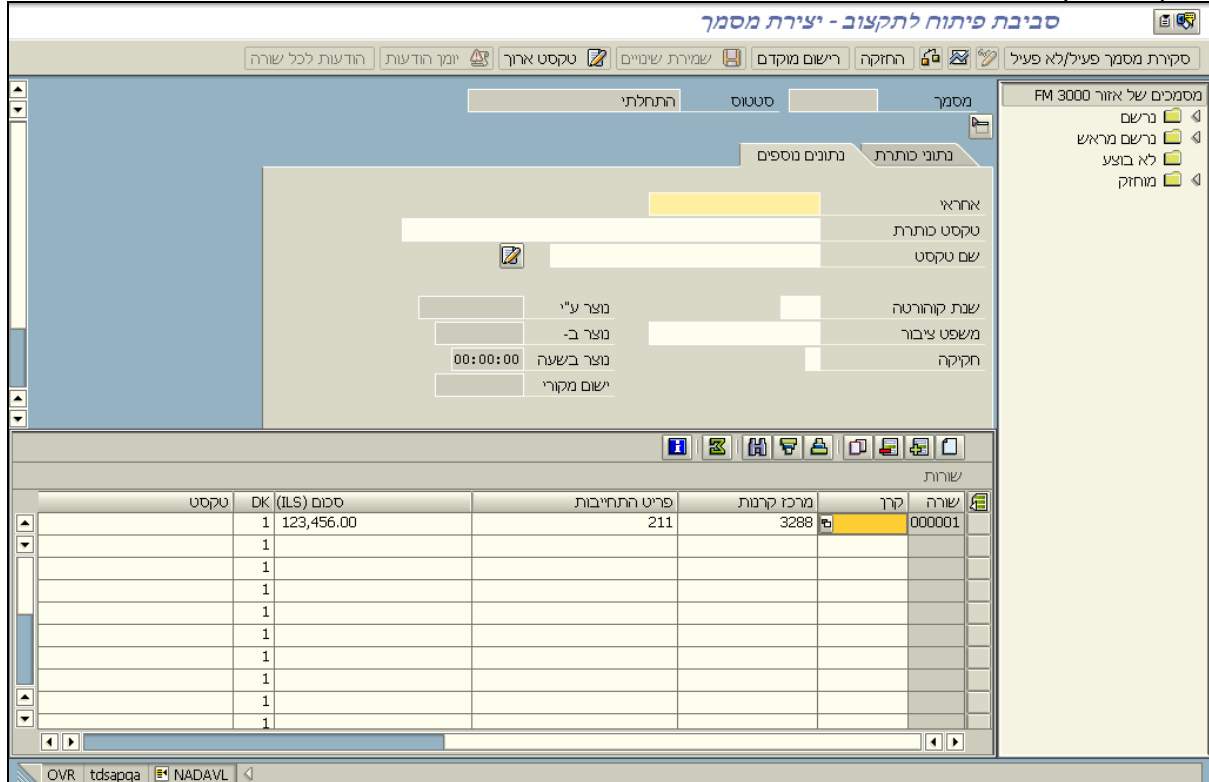 סביבת פיתוח לתקצוב - יצירת מסמך
סקירת מסמך פעיל/לא פעיל החזקה רישום מוקדם שמירת שינויים טקסט ארוך יומן הודעות הודעות לכל שורה
מסמכים של אזור FM 3000
נרשם
נרשם מראש
לא בוצע
מוחזק
מסמך סטטוס התחלתי
נתוני כותרת נתונים נוספים
אחראי
טקסט כותרת
שם טקסט
שנת קוהורטה נוצר ע"י
משפט ציבור נוצר ב-
חקיקה נוצר בשעה 00:00:00
ישום מקורי
שורות
שורה קרן מרכז קרנות פריט התחייבות סכום (ILS) DK טקסט
000001 3288 211 123,456.00 1
1
1
1
1
1
1
1
1
1
OVR tdsapqa NADAVL